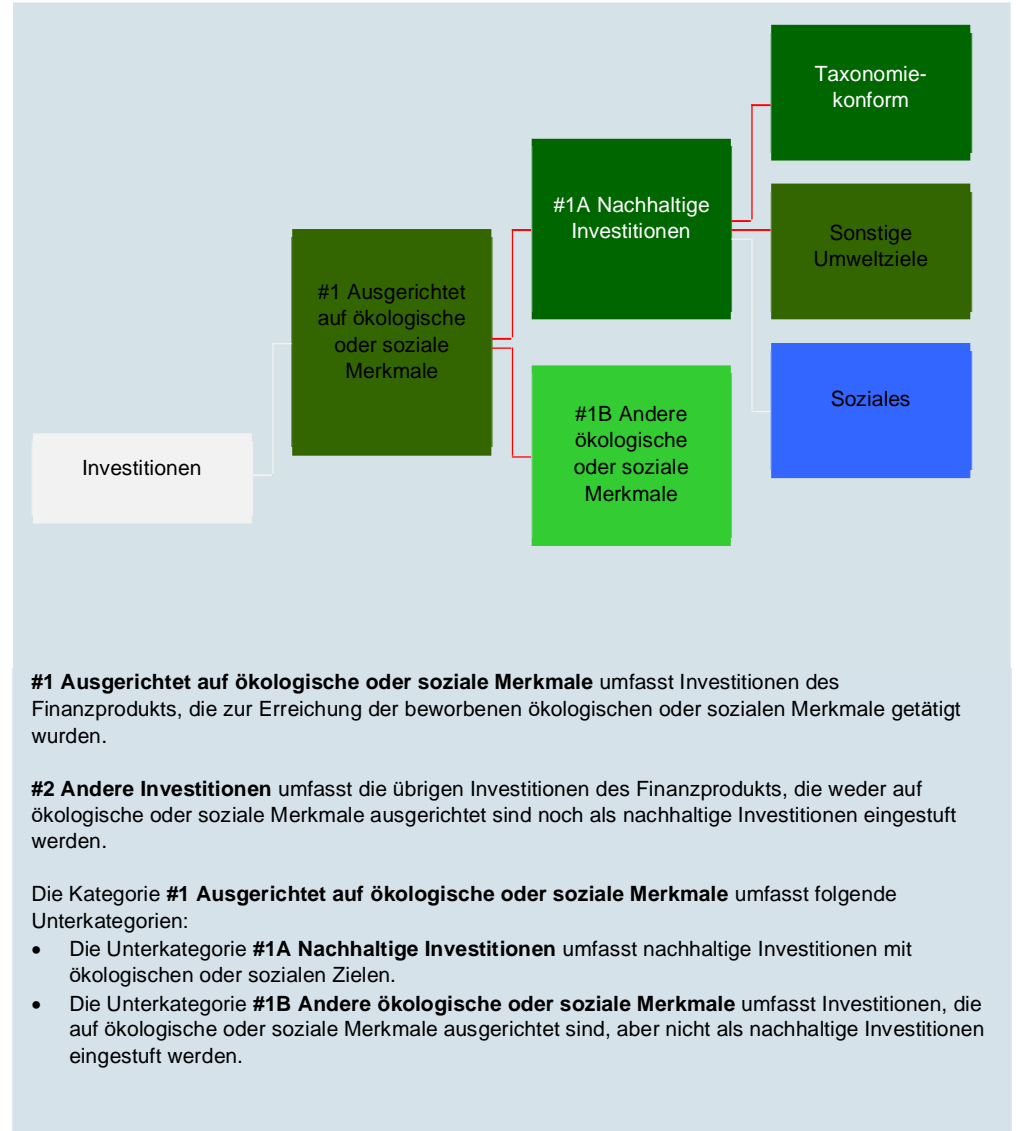 Taxonomie-
konform
#1A Nachhaltige
Investitionen
Sonstige
Umweltziele
#1 Ausgerichtet
auf ökologische
oder soziale
Merkmale
Soziales
#1B Andere
ökologische
oder soziale
Merkmale
Investitionen
#1 Ausgerichtet auf ökologische oder soziale Merkmale umfasst Investitionen des
Finanzprodukts, die zur Erreichung der beworbenen ökologischen oder sozialen Merkmale getätigt
wurden.
#2 Andere Investitionen umfasst die übrigen Investitionen des Finanzprodukts, die weder auf
ökologische oder soziale Merkmale ausgerichtet sind noch als nachhaltige Investitionen eingestuft
werden.
Die Kategorie #1 Ausgerichtet auf ökologische oder soziale Merkmale umfasst folgende
Unterkategorien:
• Die Unterkategorie #1A Nachhaltige Investitionen umfasst nachhaltige Investitionen mit
ökologischen oder sozialen Zielen.
• Die Unterkategorie #1B Andere ökologische oder soziale Merkmale umfasst Investitionen, die
auf ökologische oder soziale Merkmale ausgerichtet sind, aber nicht als nachhaltige Investitionen
eingestuft werden.